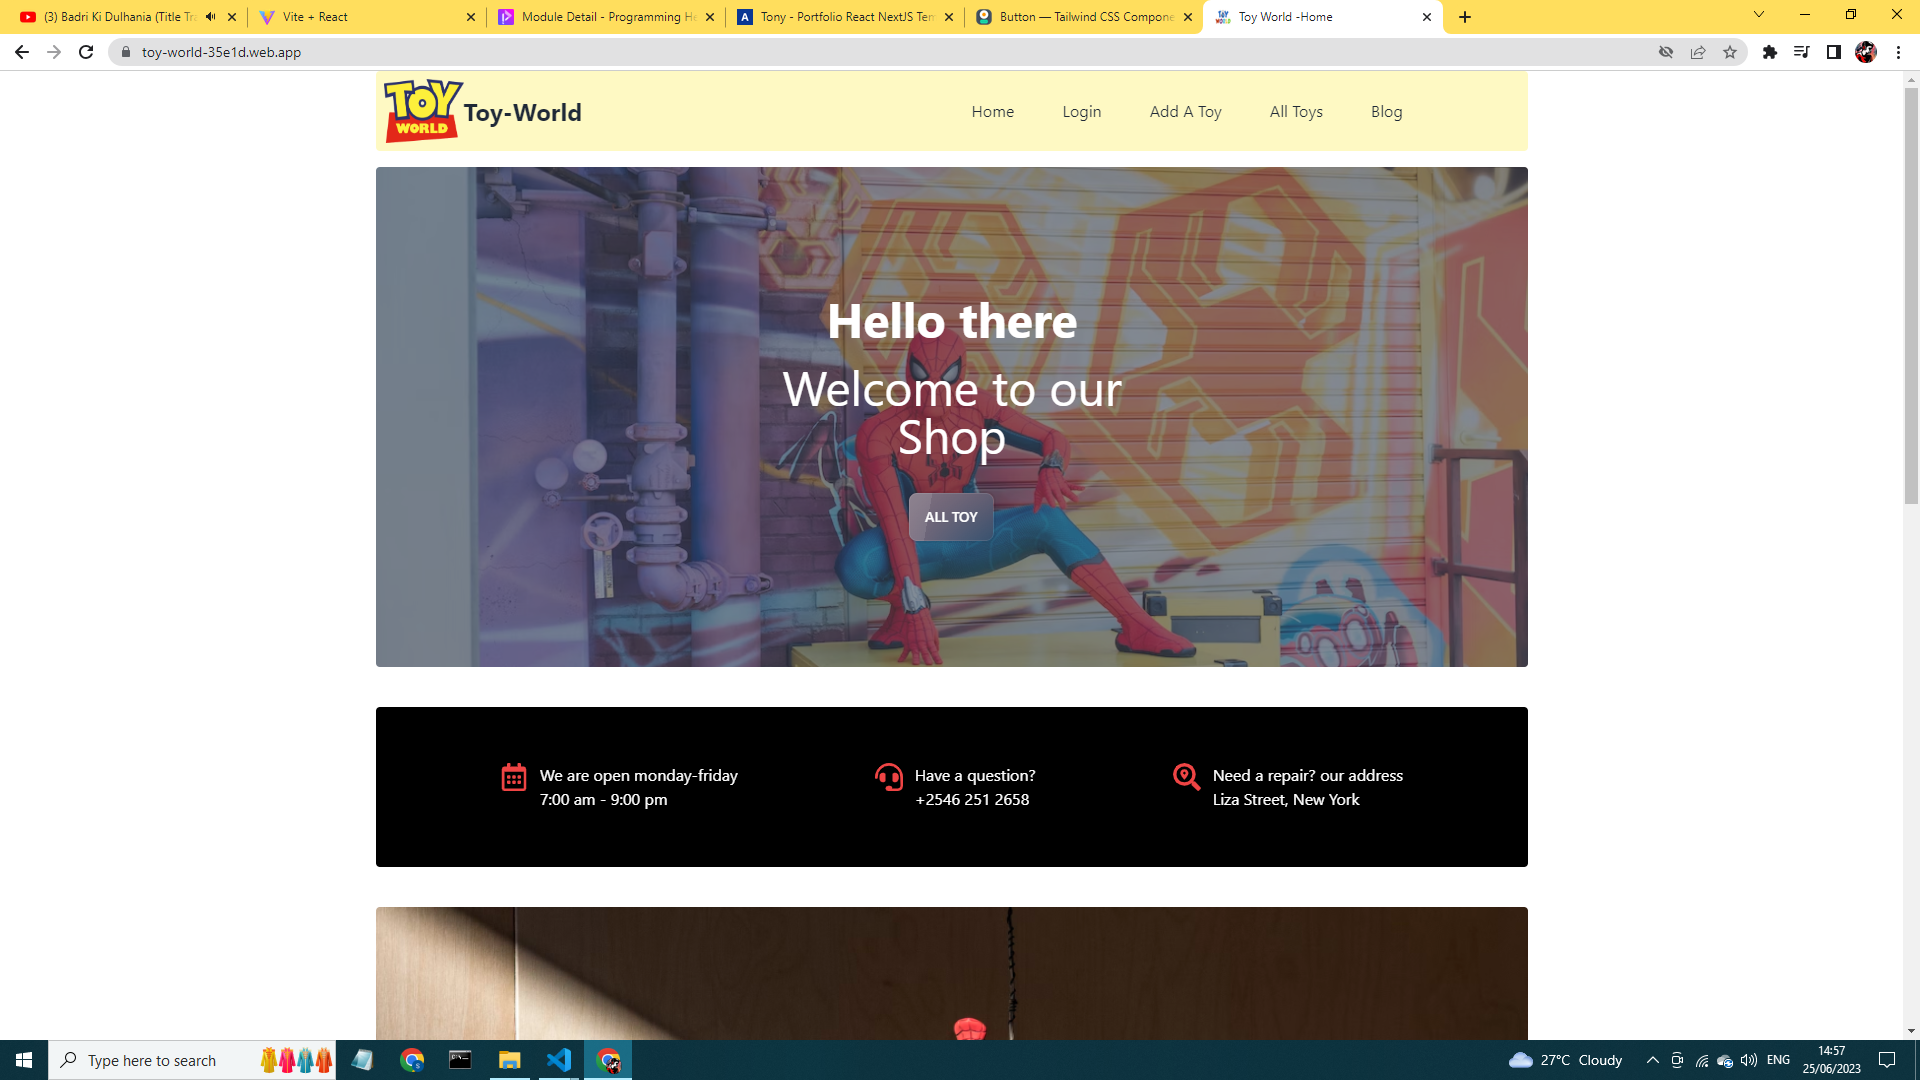 (3) Badri Ki Dulhania (Title Tra
Vite + React
Module Detail - Programming He
Tony - Portfolio React NextJS Tem
Button — Tailwind CSS Compone
Toy World -Home
toy-world-35e1d.web.app
TOY
WORLD
Toy-World
Home
Login
Add A Toy
All Toys
Blog
Hello there
Welcome to our
Shop
ALL TOY
We are open monday-friday
7:00 am - 9:00 pm
Have a question?
+2546 251 2658
Need a repair? our address
Liza Street, New York
Type here to search
27°C Cloudy
ENG
14:57
25/06/2023